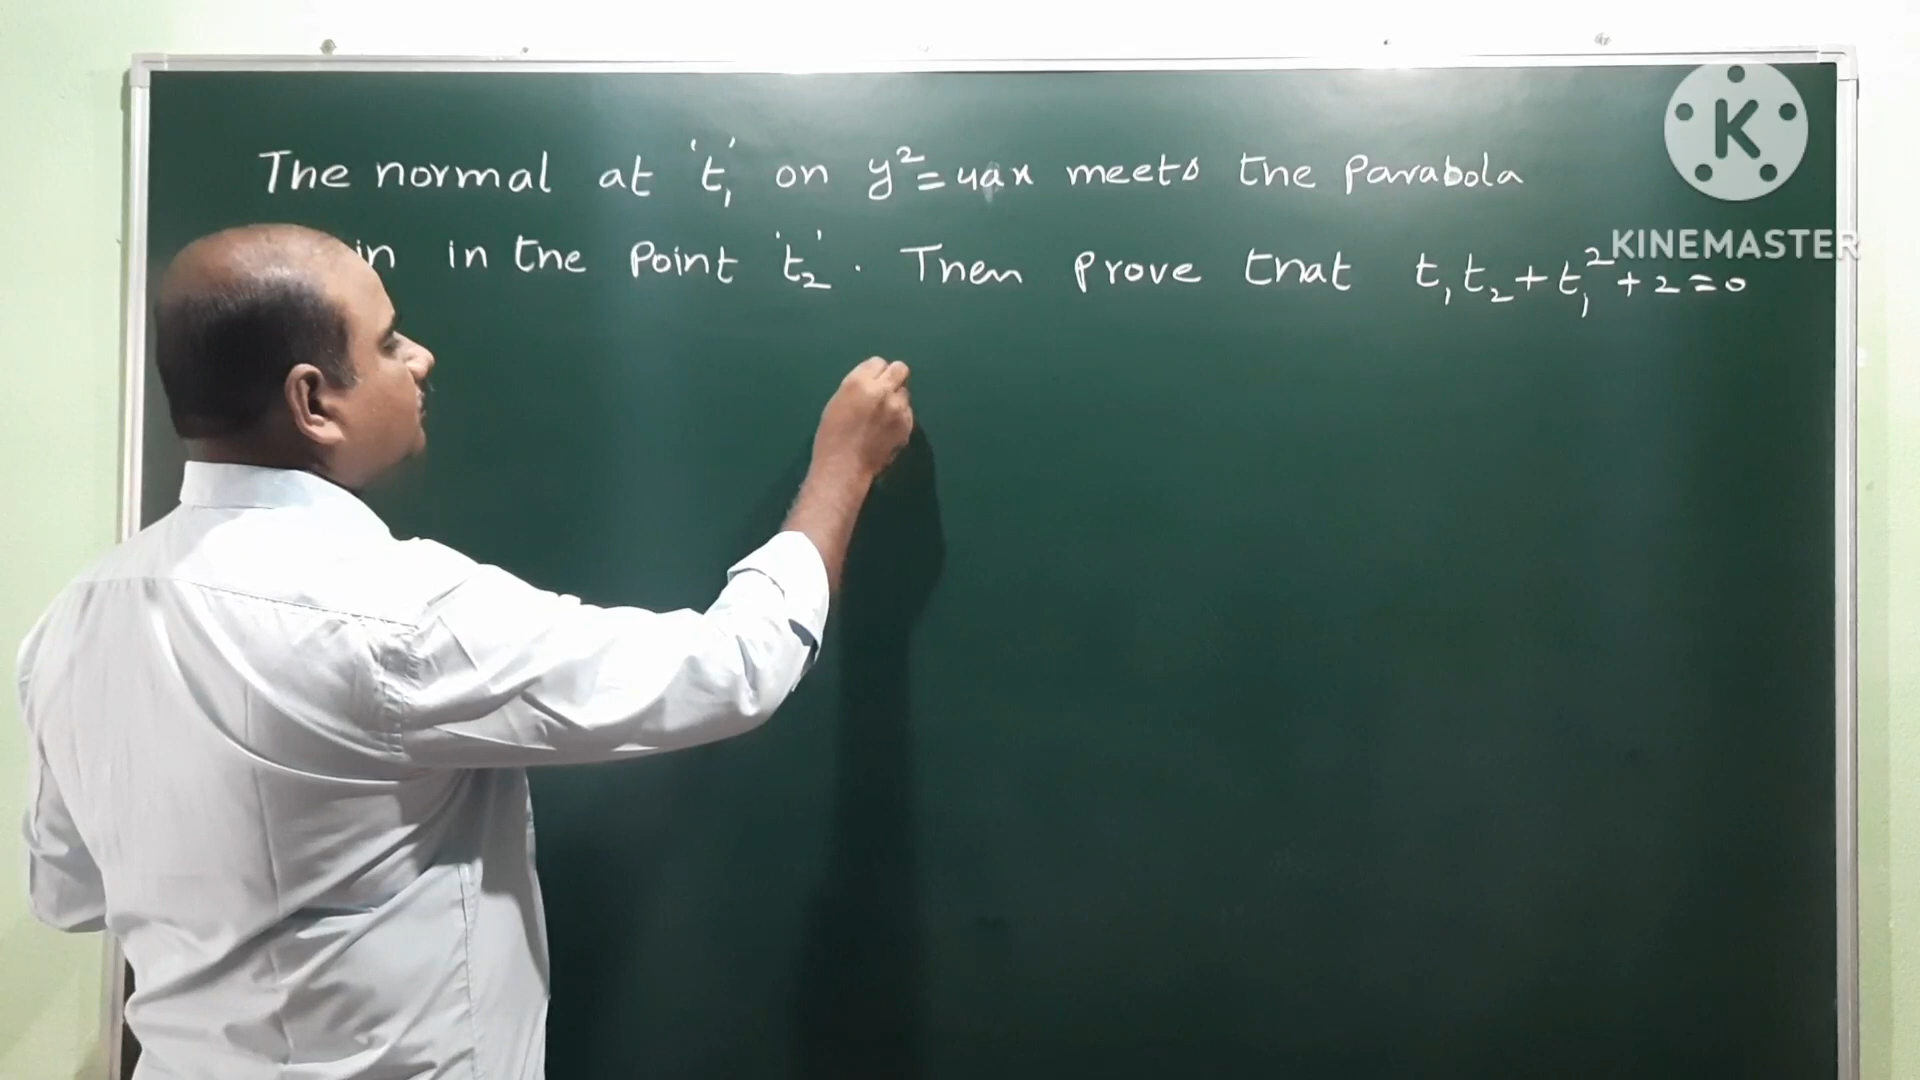 The normal at 't₁' on y²=4ax meets the parabola
in in the point 't₂'. Then prove that t₁t₂+t₁²+2=0
K
KINEMASTER